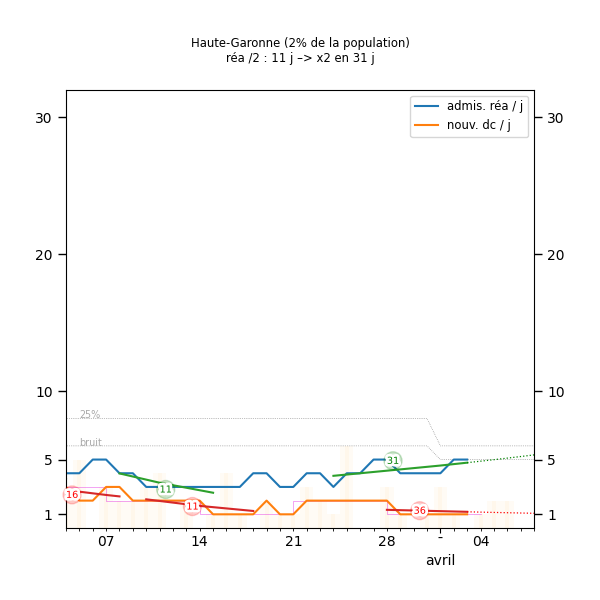 Haute-Garonne (2% de la population)
réa /2 : 11 j –> x2 en 31 j
admis. réa / j
nouv. dc / j
30 30
20 20
10 10
25%
bruit
5 5
31
11
16
11
36
1 1
07 14 21 28 - 04
avril